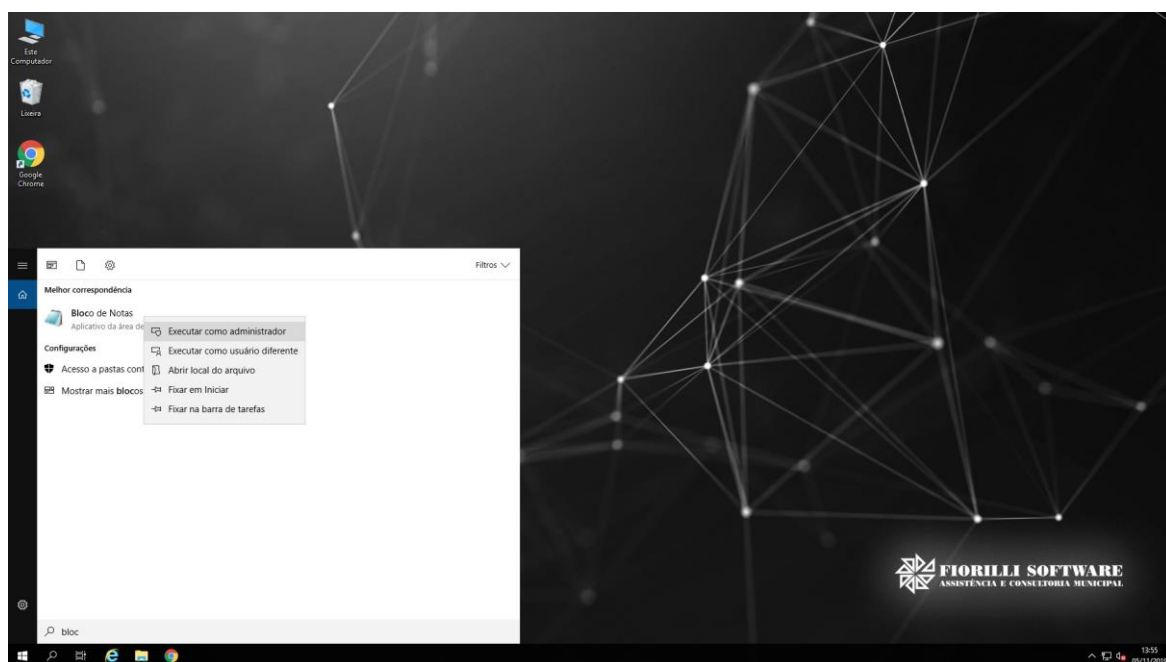 Este
Computador
Lixeira
Google
Chrome
Filtros
Melhor correspondência
Bloco de Notas
Aplicativo da área de
Executar como administrador
Configurações
Executar como usuário diferente
Acesso a pastas cont
Abrir local do arquivo
Mostrar mais blocos
Fixar em Iniciar
Fixar na barra de tarefas
FIORILLI SOFTWARE
ASSISTÊNCIA E CONSULTORIA MUNICIPAL
bloc
13:55